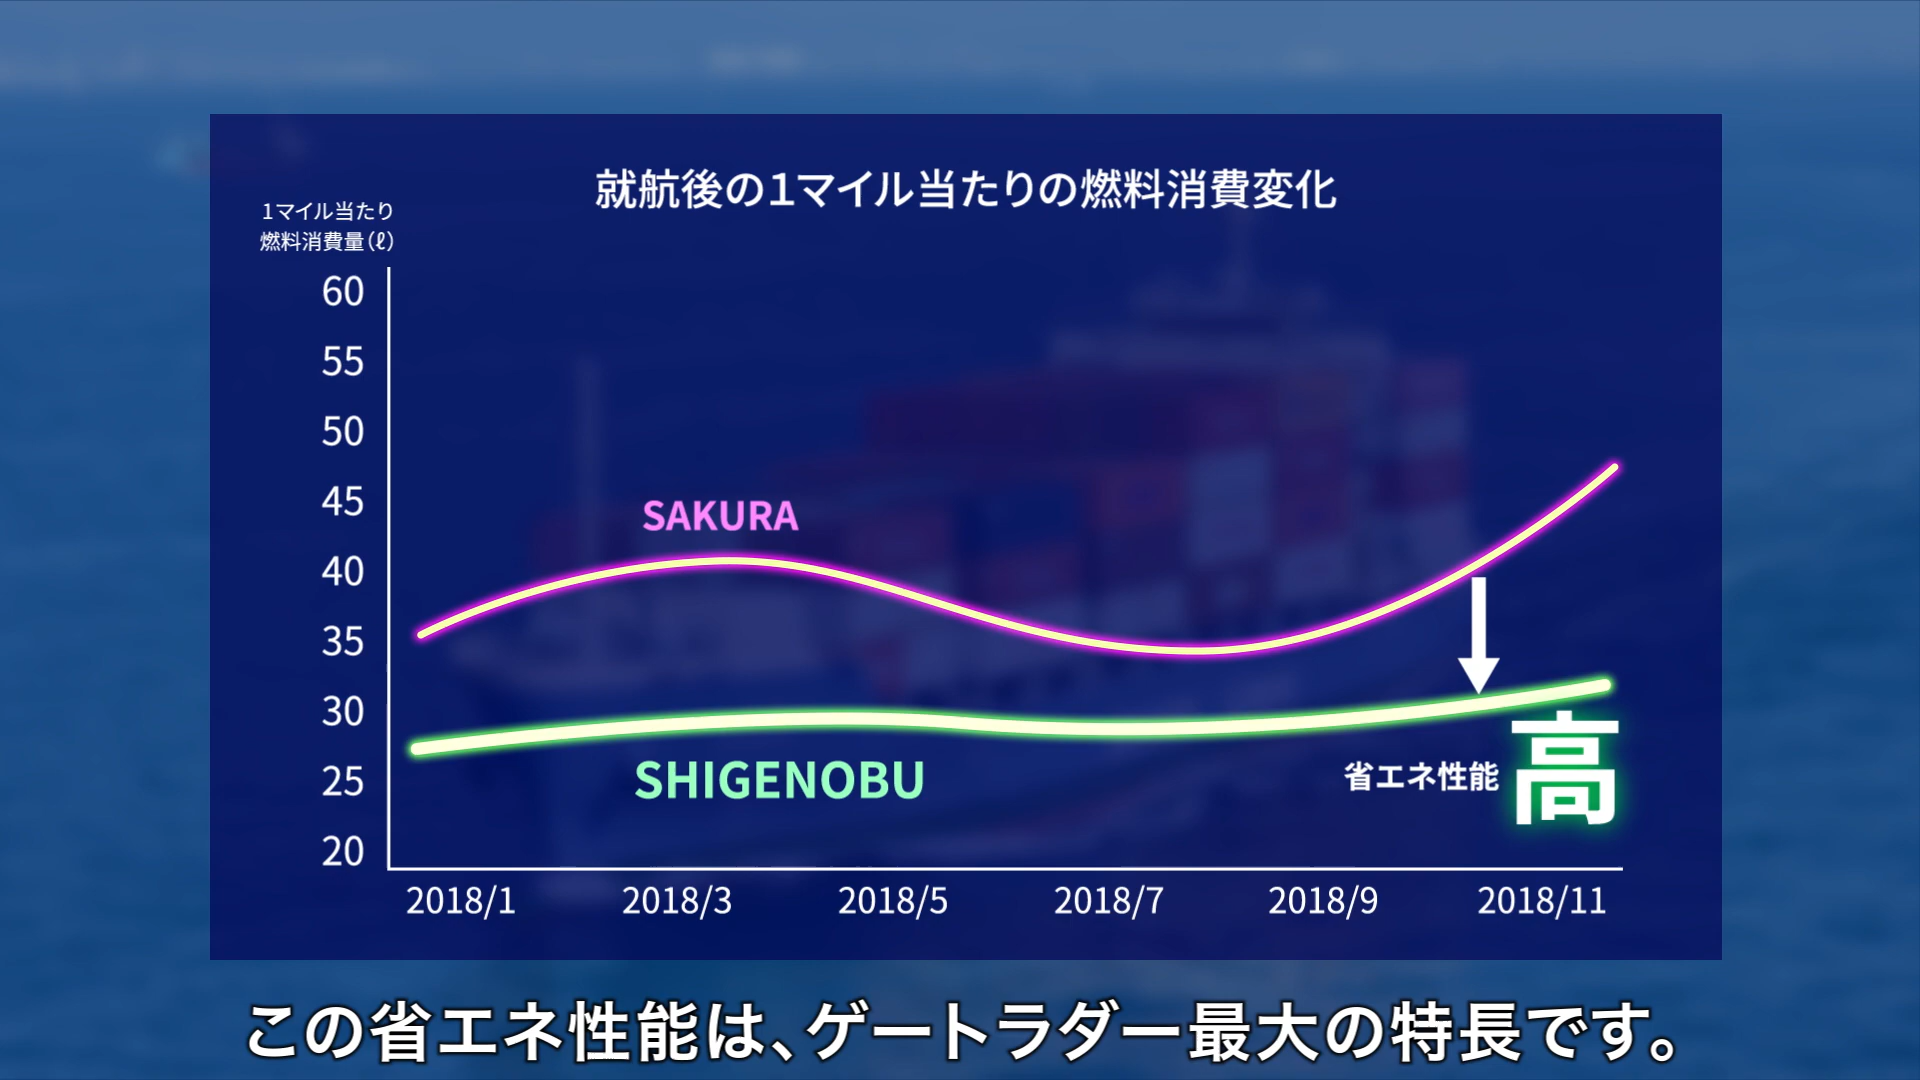 就航後の1マイル当たりの燃料消費変化
1マイル当たり
燃料消費量(ℓ)
60
55
50
45
40
35
30
25
20
SAKURA
SHIGENOBU
省エネ性能 高
2018/1 2018/3 2018/5 2018/7 2018/9 2018/11
この省エネ性能は、ゲートラダー最大の特長です。